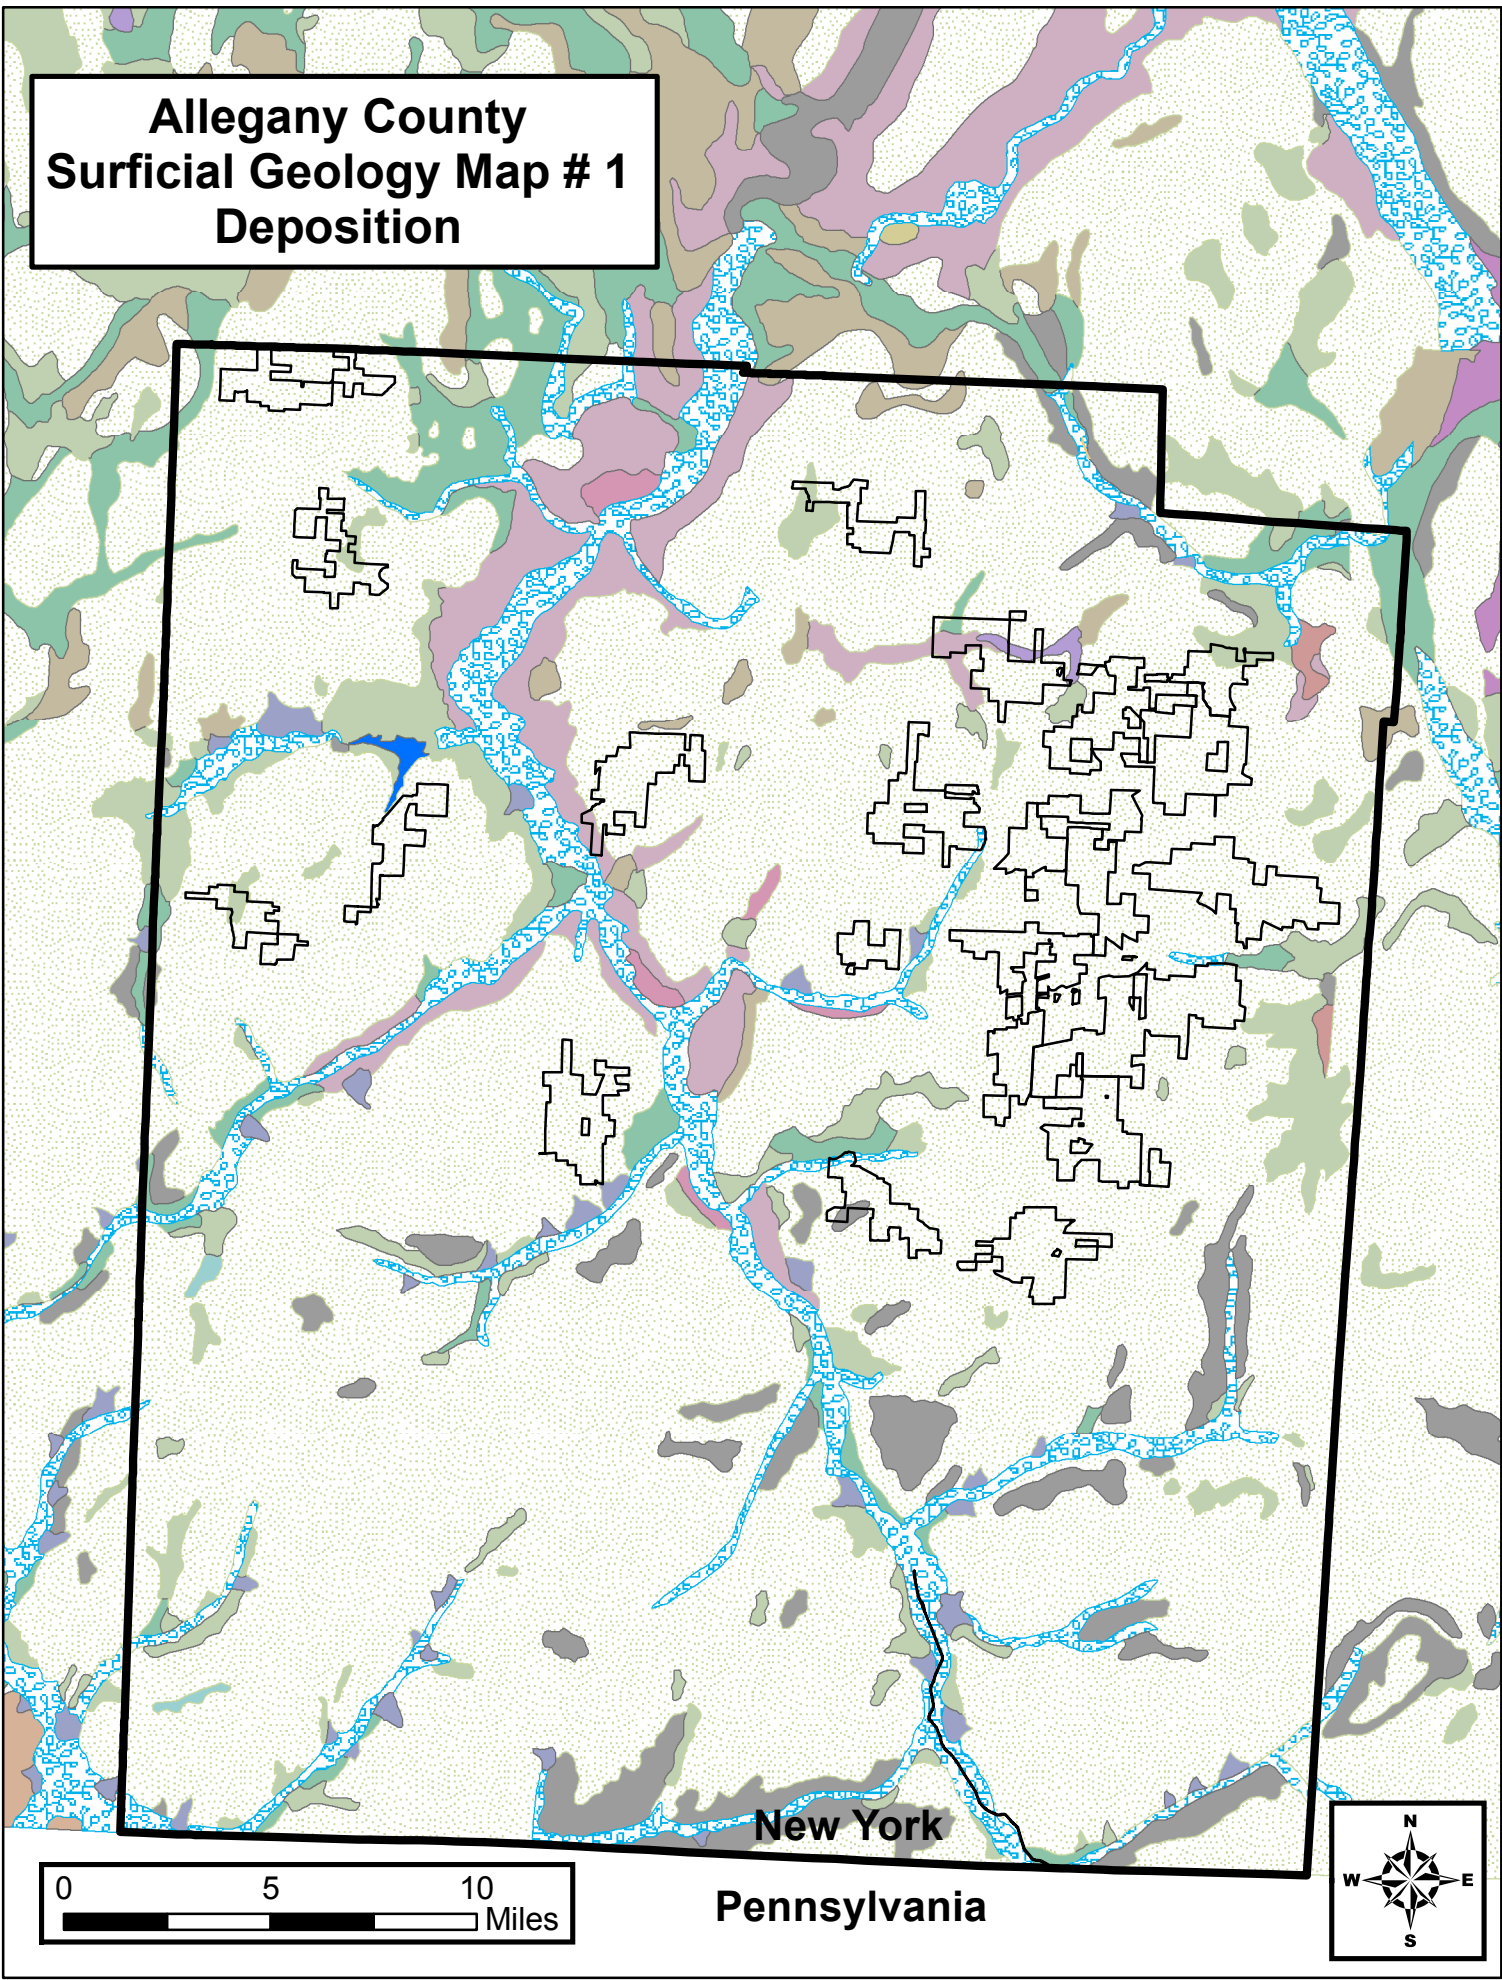 Allegany County
Surficial Geology Map # 1
Deposition
New York
Pennsylvania
0 5 10
Miles
N
W E
S